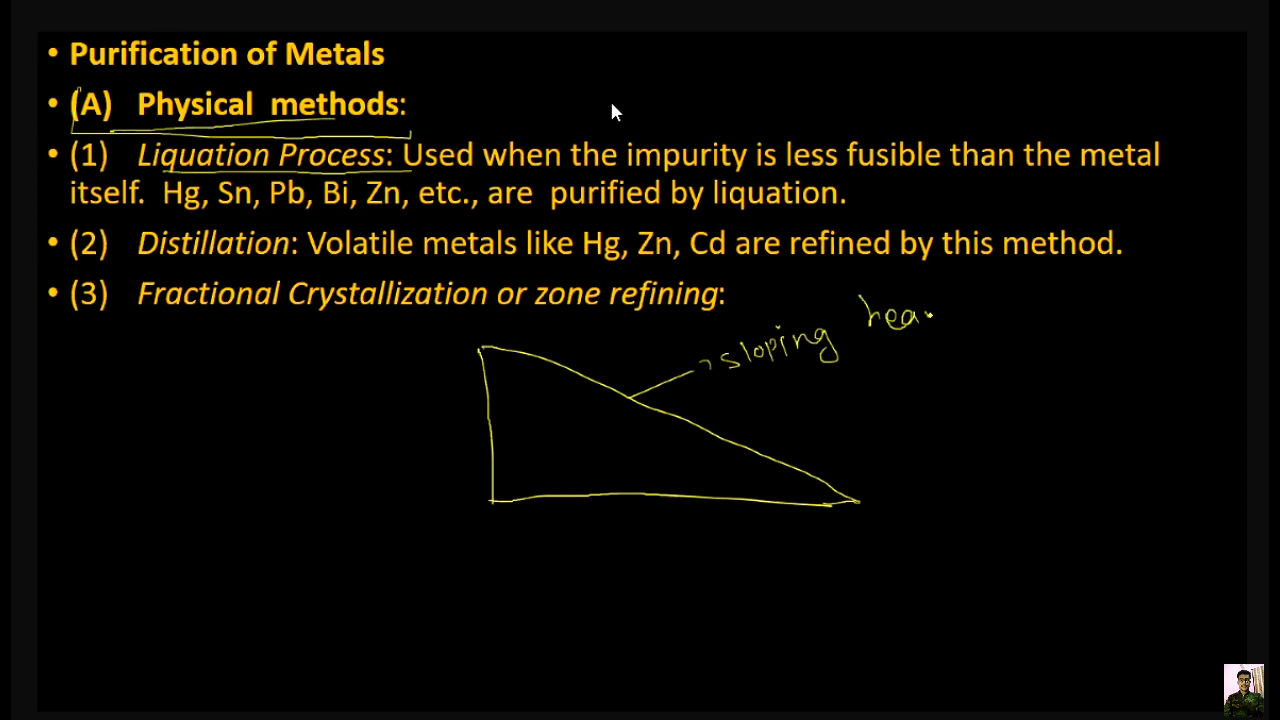 • Purification of Metals
• (A) Physical methods:
• (1) Liquation Process: Used when the impurity is less fusible than the metal
itself. Hg, Sn, Pb, Bi, Zn, etc., are purified by liquation.
• (2) Distillation: Volatile metals like Hg, Zn, Cd are refined by this method.
• (3) Fractional Crystallization or zone refining:
sloping hea